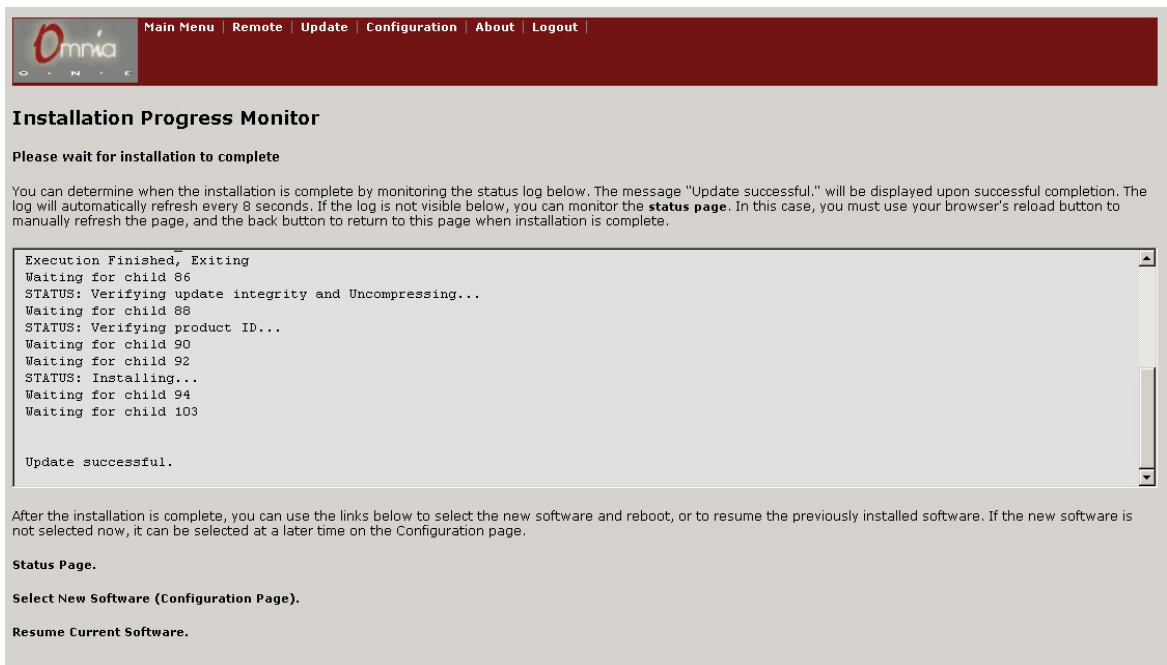 Omnia
O · N · E
Main Menu | Remote | Update | Configuration | About | Logout |
Installation Progress Monitor
Please wait for installation to complete
You can determine when the installation is complete by monitoring the status log below. The message "Update successful." will be displayed upon successful completion. The
log will automatically refresh every 8 seconds. If the log is not visible below, you can monitor the status page. In this case, you must use your browser's reload button to
manually refresh the page, and the back button to return to this page when installation is complete.
Execution Finished, Exiting
Waiting for child 86
STATUS: Verifying update integrity and Uncompressing...
Waiting for child 88
STATUS: Verifying product ID...
Waiting for child 90
Waiting for child 92
STATUS: Installing...
Waiting for child 94
Waiting for child 103
Update successful.
After the installation is complete, you can use the links below to select the new software and reboot, or to resume the previously installed software. If the new software is
not selected now, it can be selected at a later time on the Configuration page.
Status Page.
Select New Software (Configuration Page).
Resume Current Software.